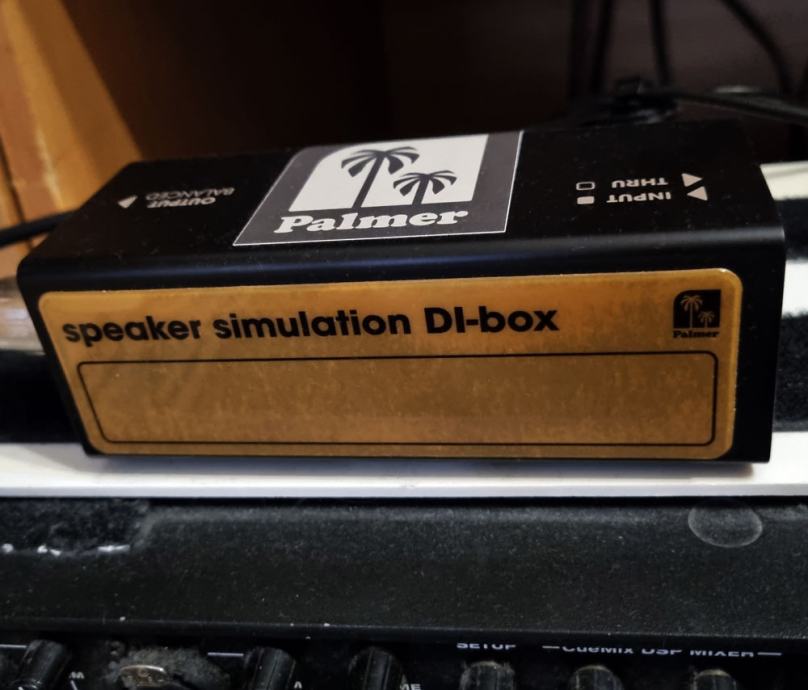 OUTPUT
BALANCED
Palmer
INPUT
THRU
speaker simulation DI-box
Palmer
SETUP
CueMix DSP MIXER